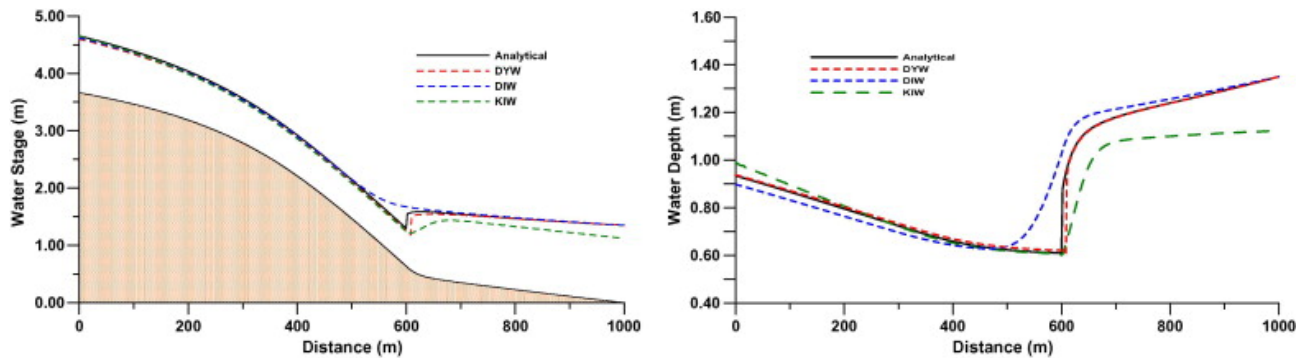 5.00
4.00
3.00
2.00
1.00
0.00
Water Stage (m)
Analytical
DYW
DIW
KIW
0
200
400
600
800
1000
Distance (m)
1.60
1.40
1.20
1.00
0.80
0.60
0.40
Water Depth (m)
Analytical
DYW
DIW
KIW
0
200
400
600
800
1000
Distance (m)